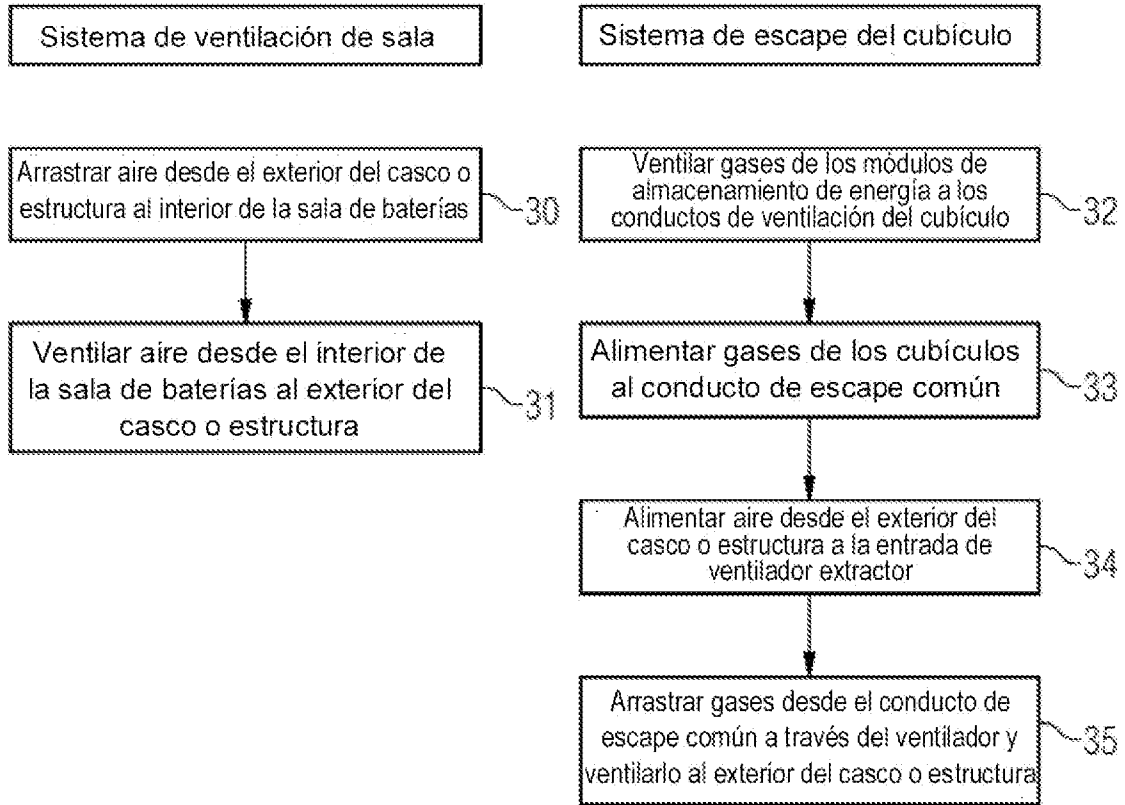 Sistema de ventilación de sala
Arrastrar aire desde el exterior del casco o
estructura al interior de la sala de baterías
30
Ventilar aire desde el interior de
la sala de baterías al exterior del
casco o estructura
31
Sistema de escape del cubículo
Ventilar gases de los módulos de
almacenamiento de energía a los
conductos de ventilación del cubículo
32
Alimentar gases de los cubículos
al conducto de escape común
33
Alimentar aire desde el exterior del
casco o estructura a la entrada de
ventilador extractor
34
Arrastrar gases desde el conducto de
escape común a través del ventilador y
ventilarlo al exterior del casco o estructura
35